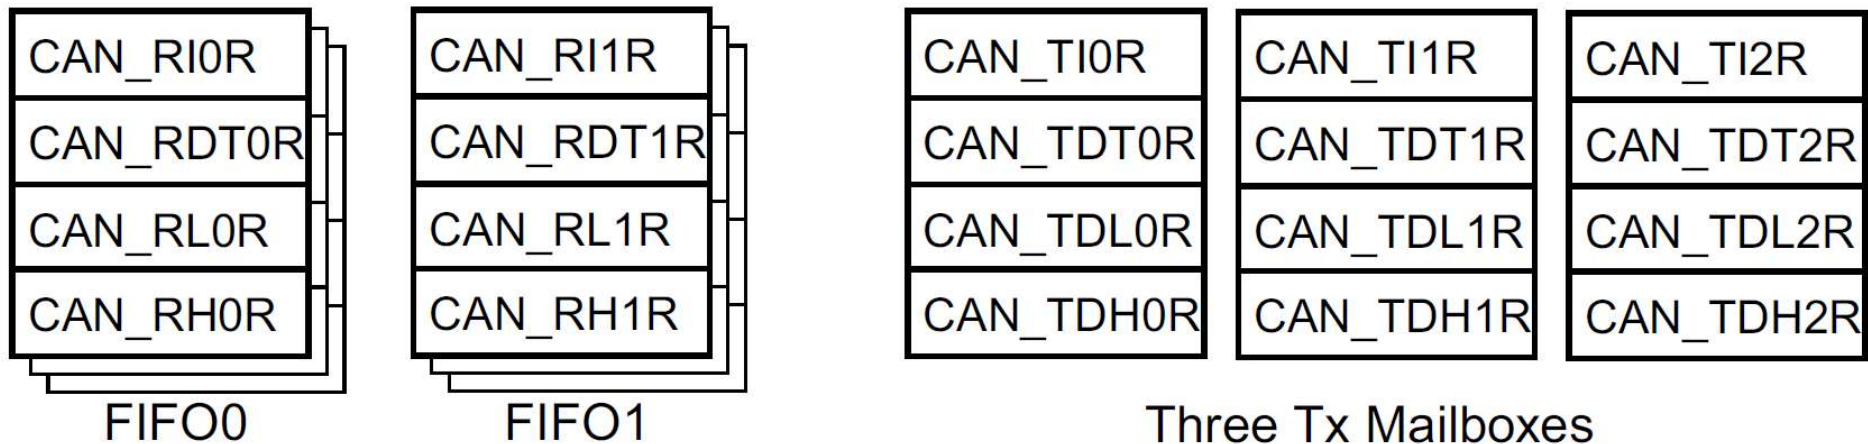 CAN_RI0R
CAN_RDT0R
CAN_RL0R
CAN_RH0R
FIFO0
CAN_RI1R
CAN_RDT1R
CAN_RL1R
CAN_RH1R
FIFO1
CAN_TI0R
CAN_TDT0R
CAN_TDL0R
CAN_TDH0R
CAN_TI1R
CAN_TDT1R
CAN_TDL1R
CAN_TDH1R
CAN_TI2R
CAN_TDT2R
CAN_TDL2R
CAN_TDH2R
Three Tx Mailboxes